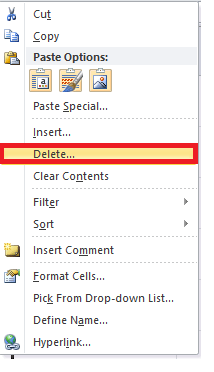 Cut
Copy
Paste Options:
Paste Special...
Insert...
Delete...
Clear Contents
Filter
Sort
Insert Comment
Format Cells...
Pick From Drop-down List...
Define Name...
Hyperlink...